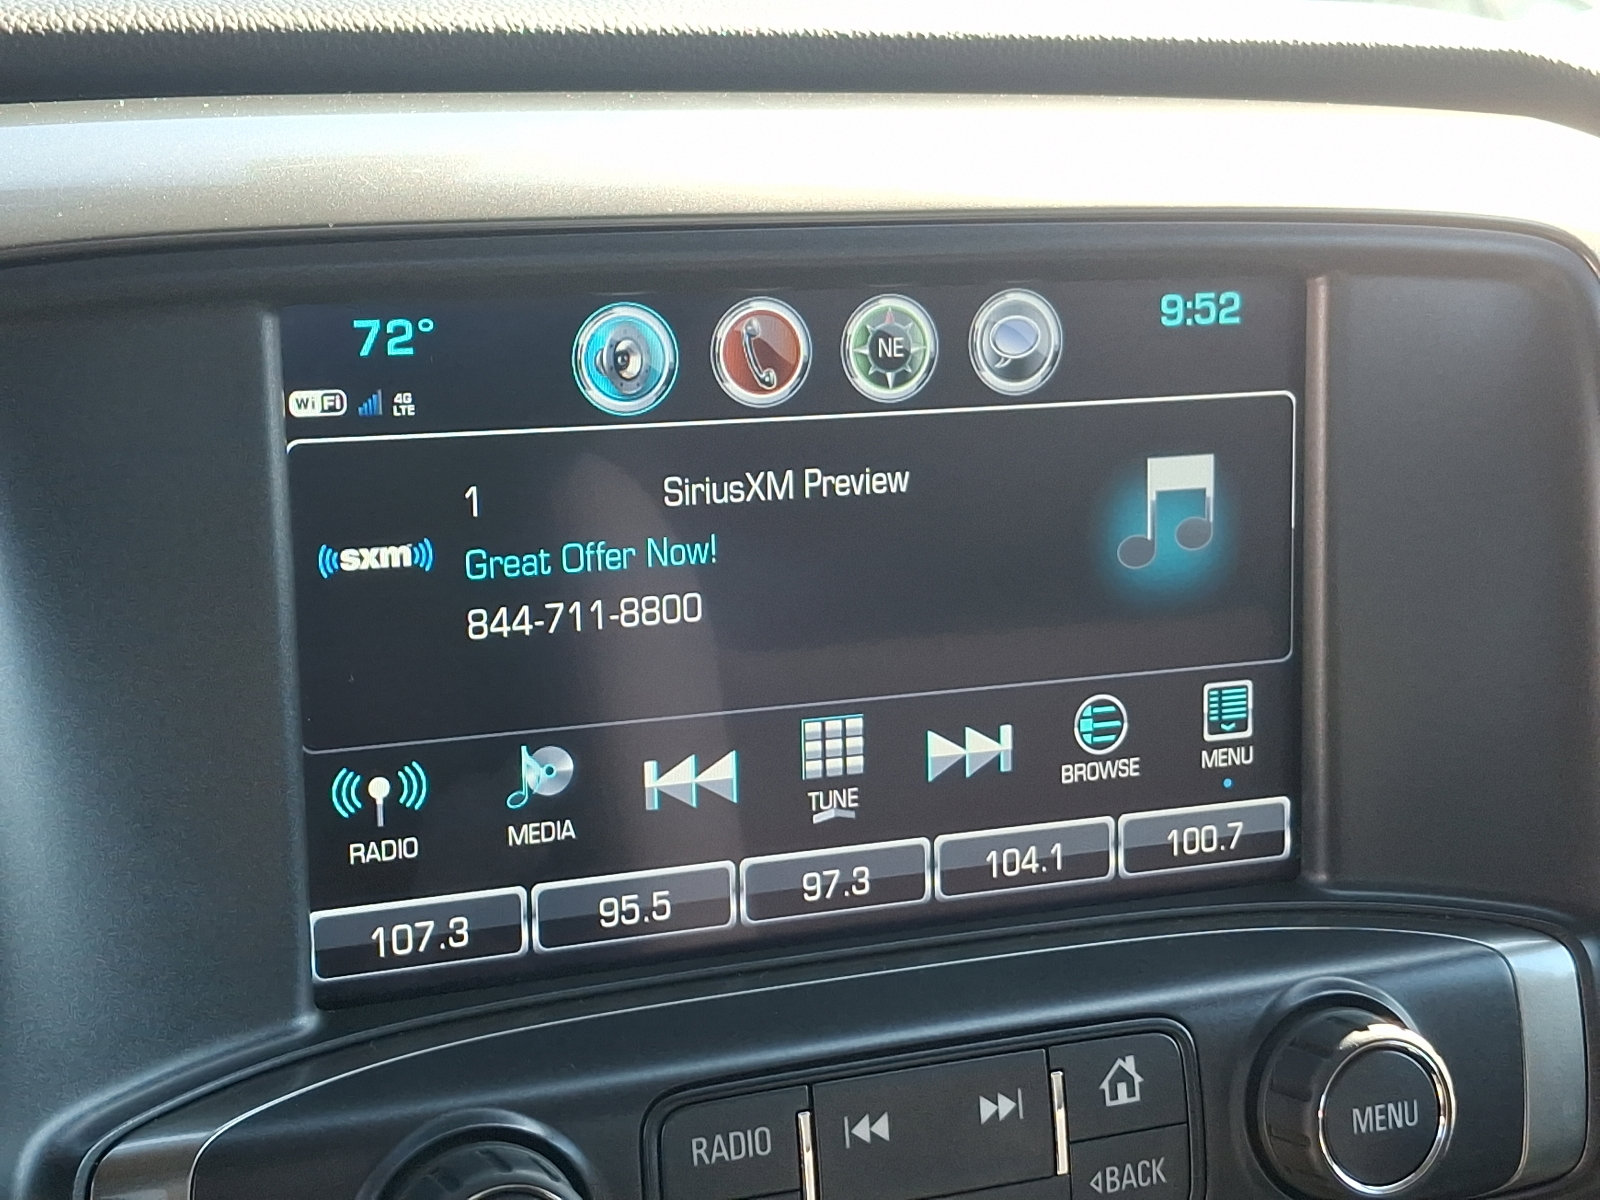 72° 9:52
WiFi 4G LTE
NE
1 SiriusXM Preview
((sxm))
Great Offer Now!
844-711-8800
RADIO MEDIA TUNE BROWSE MENU
107.3 95.5 97.3 104.1 100.7
RADIO MENU
BACK